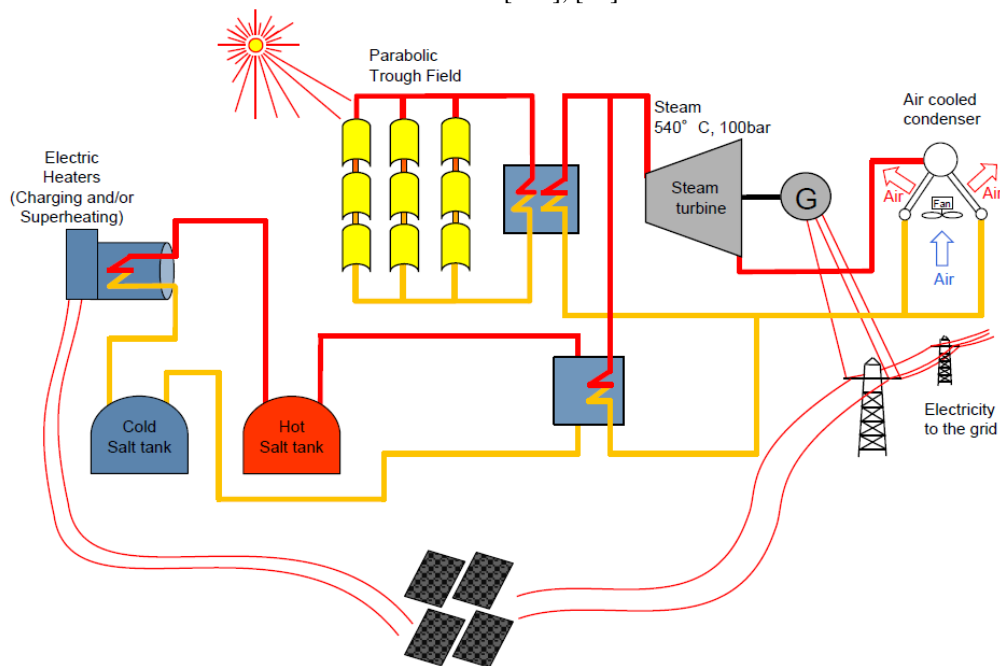 Parabolic
Trough Field
Steam
540° C, 100bar
Air cooled
condenser
Electric
Heaters
(Charging and/or
Superheating)
Steam
turbine
G
Air
Fan
Air
Air
Cold
Salt tank
Hot
Salt tank
Electricity
to the grid